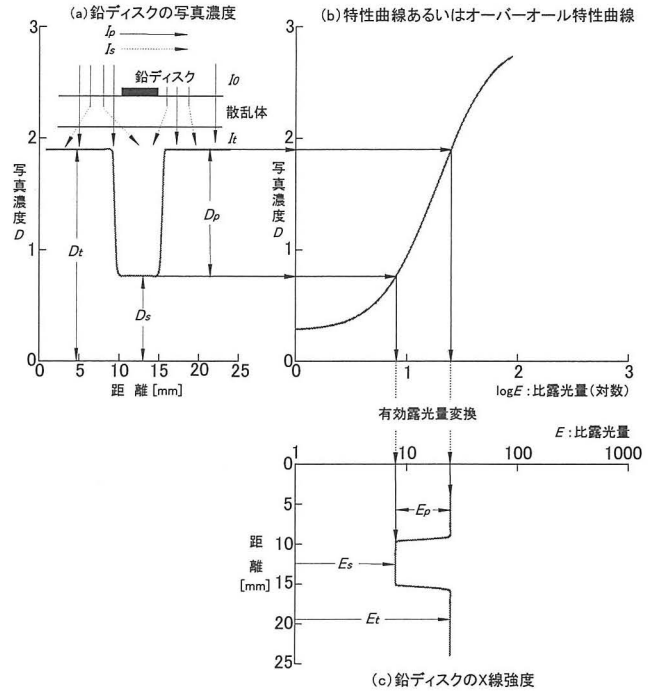 (a)鉛ディスクの写真濃度
Ip
Is
鉛ディスク
I0
散乱体
It
3
2
1
0
写真濃度 D
Dt
Dp
Ds
0 5 10 15 20 25
距 離[mm]
(b)特性曲線あるいはオーバーオール特性曲線
3
2
1
0
写真濃度 D
0 1 2 3
logE:比露光量(対数)
有効露光量変換
E:比露光量
1 10 100 1000
0
5
10
15
20
25
距離[mm]
Ep
Es
Et
(c)鉛ディスクのX線強度